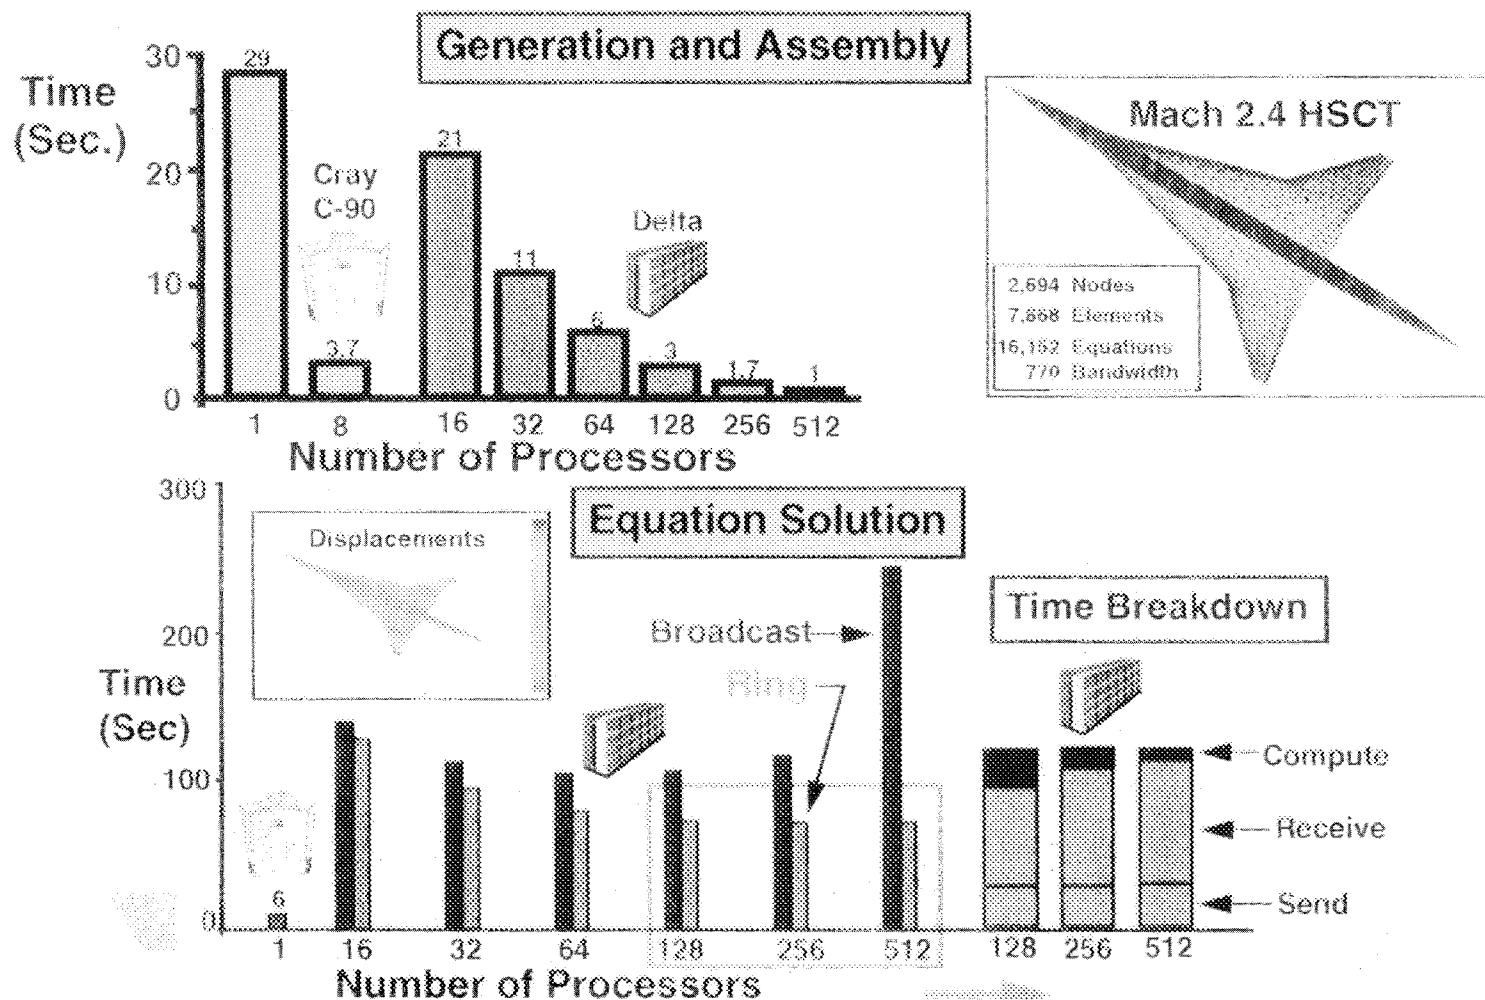 Generation and Assembly
Time
(Sec.)
30
20
10
0
29
3.7
21
11
6
3
1.7
1
Cray
C-90
Delta
1 8 16 32 64 128 256 512
Number of Processors
Mach 2.4 HSCT
2,694 Nodes
7,868 Elements
16,152 Equations
770 Bandwidth
Equation Solution
Time
(Sec)
300
200
100
0
Displacements
Broadcast
Ring
6
1 16 32 64 128 256 512
Number of Processors
Time Breakdown
Compute
Receive
Send
128 256 512